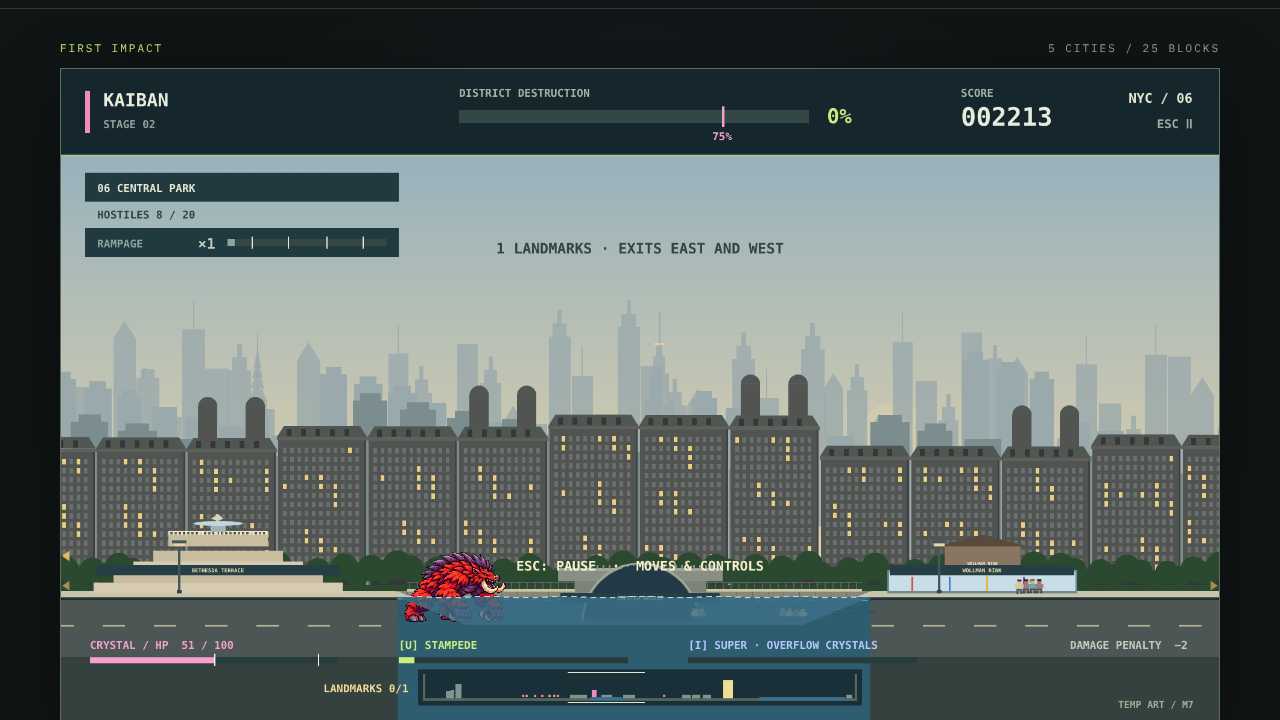 FIRST IMPACT
5 CITIES / 25 BLOCKS
KAIBAN
STAGE 02
DISTRICT DESTRUCTION
0%
75%
SCORE
002213
NYC / 06
ESC II
06 CENTRAL PARK
HOSTILES 8 / 20
RAMPAGE ×1
1 LANDMARKS · EXITS EAST AND WEST
BETHESDA TERRACE
WOLLMAN RINK
WOLLMAN RINK
ESC: PAUSE · MOVES & CONTROLS
CRYSTAL / HP 51 / 100
[U] STAMPEDE
[I] SUPER · OVERFLOW CRYSTALS
DAMAGE PENALTY −2
LANDMARKS 0/1
TEMP ART / M7